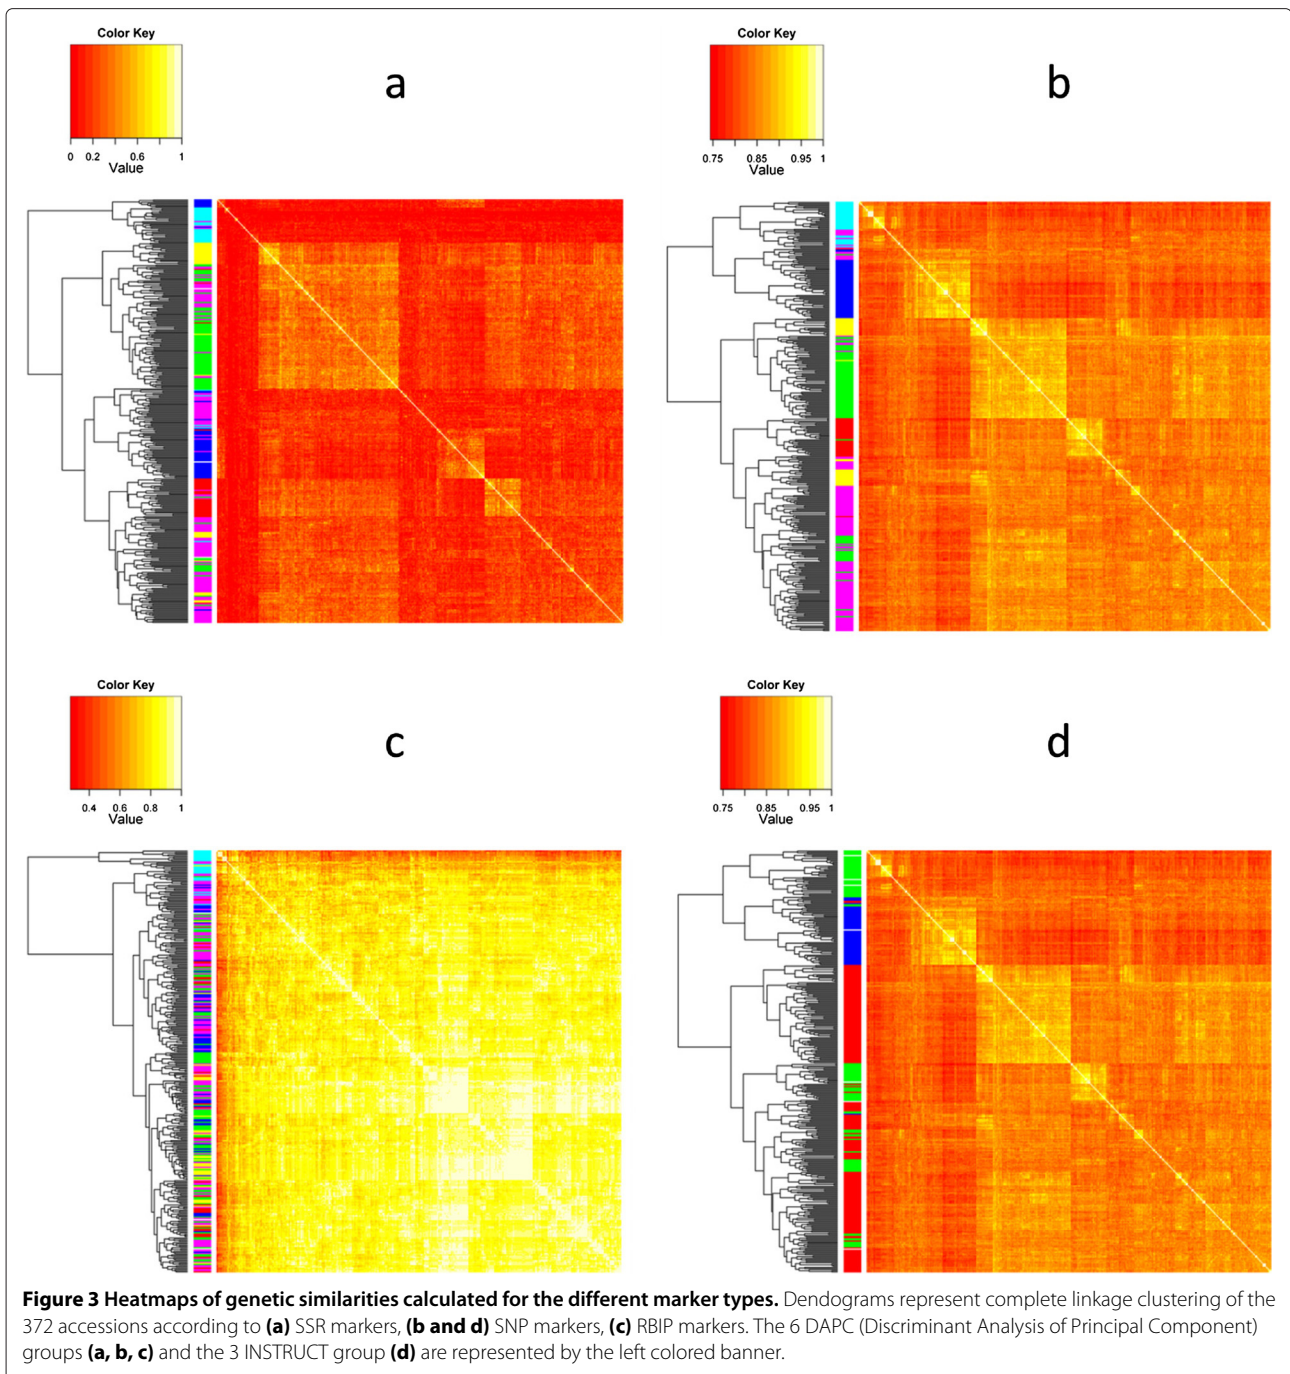 Color Key
a
0 0.2 0.6 1
Value
Color Key
b
0.75 0.85 0.95 1
Value
Color Key
c
0.4 0.6 0.8 1
Value
Color Key
d
0.75 0.85 0.95 1
Value
Figure 3 Heatmaps of genetic similarities calculated for the different marker types. Dendograms represent complete linkage clustering of the
372 accessions according to (a) SSR markers, (b and d) SNP markers, (c) RBIP markers. The 6 DAPC (Discriminant Analysis of Principal Component)
groups (a, b, c) and the 3 INSTRUCT group (d) are represented by the left colored banner.